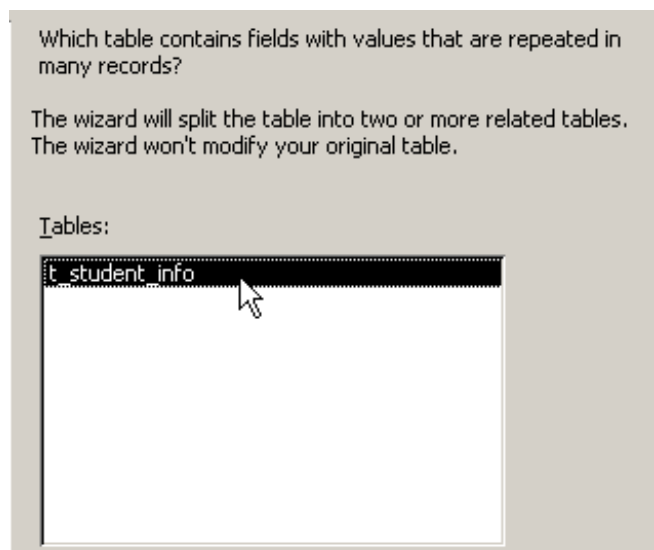 Which table contains fields with values that are repeated in
many records?
The wizard will split the table into two or more related tables.
The wizard won't modify your original table.
Tables:
t_student_info